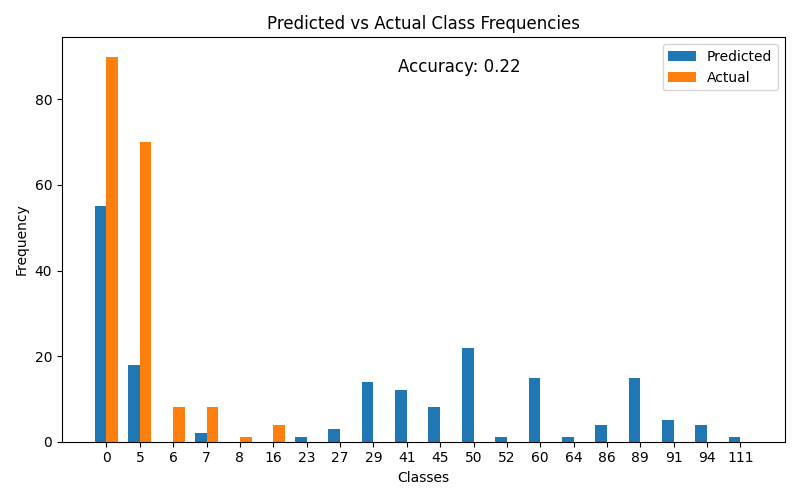 Predicted vs Actual Class Frequencies
Accuracy: 0.22
Predicted
Actual
Frequency
80
60
40
20
0
0 5 6 7 8 16 23 27 29 41 45 50 52 60 64 86 89 91 94 111
Classes